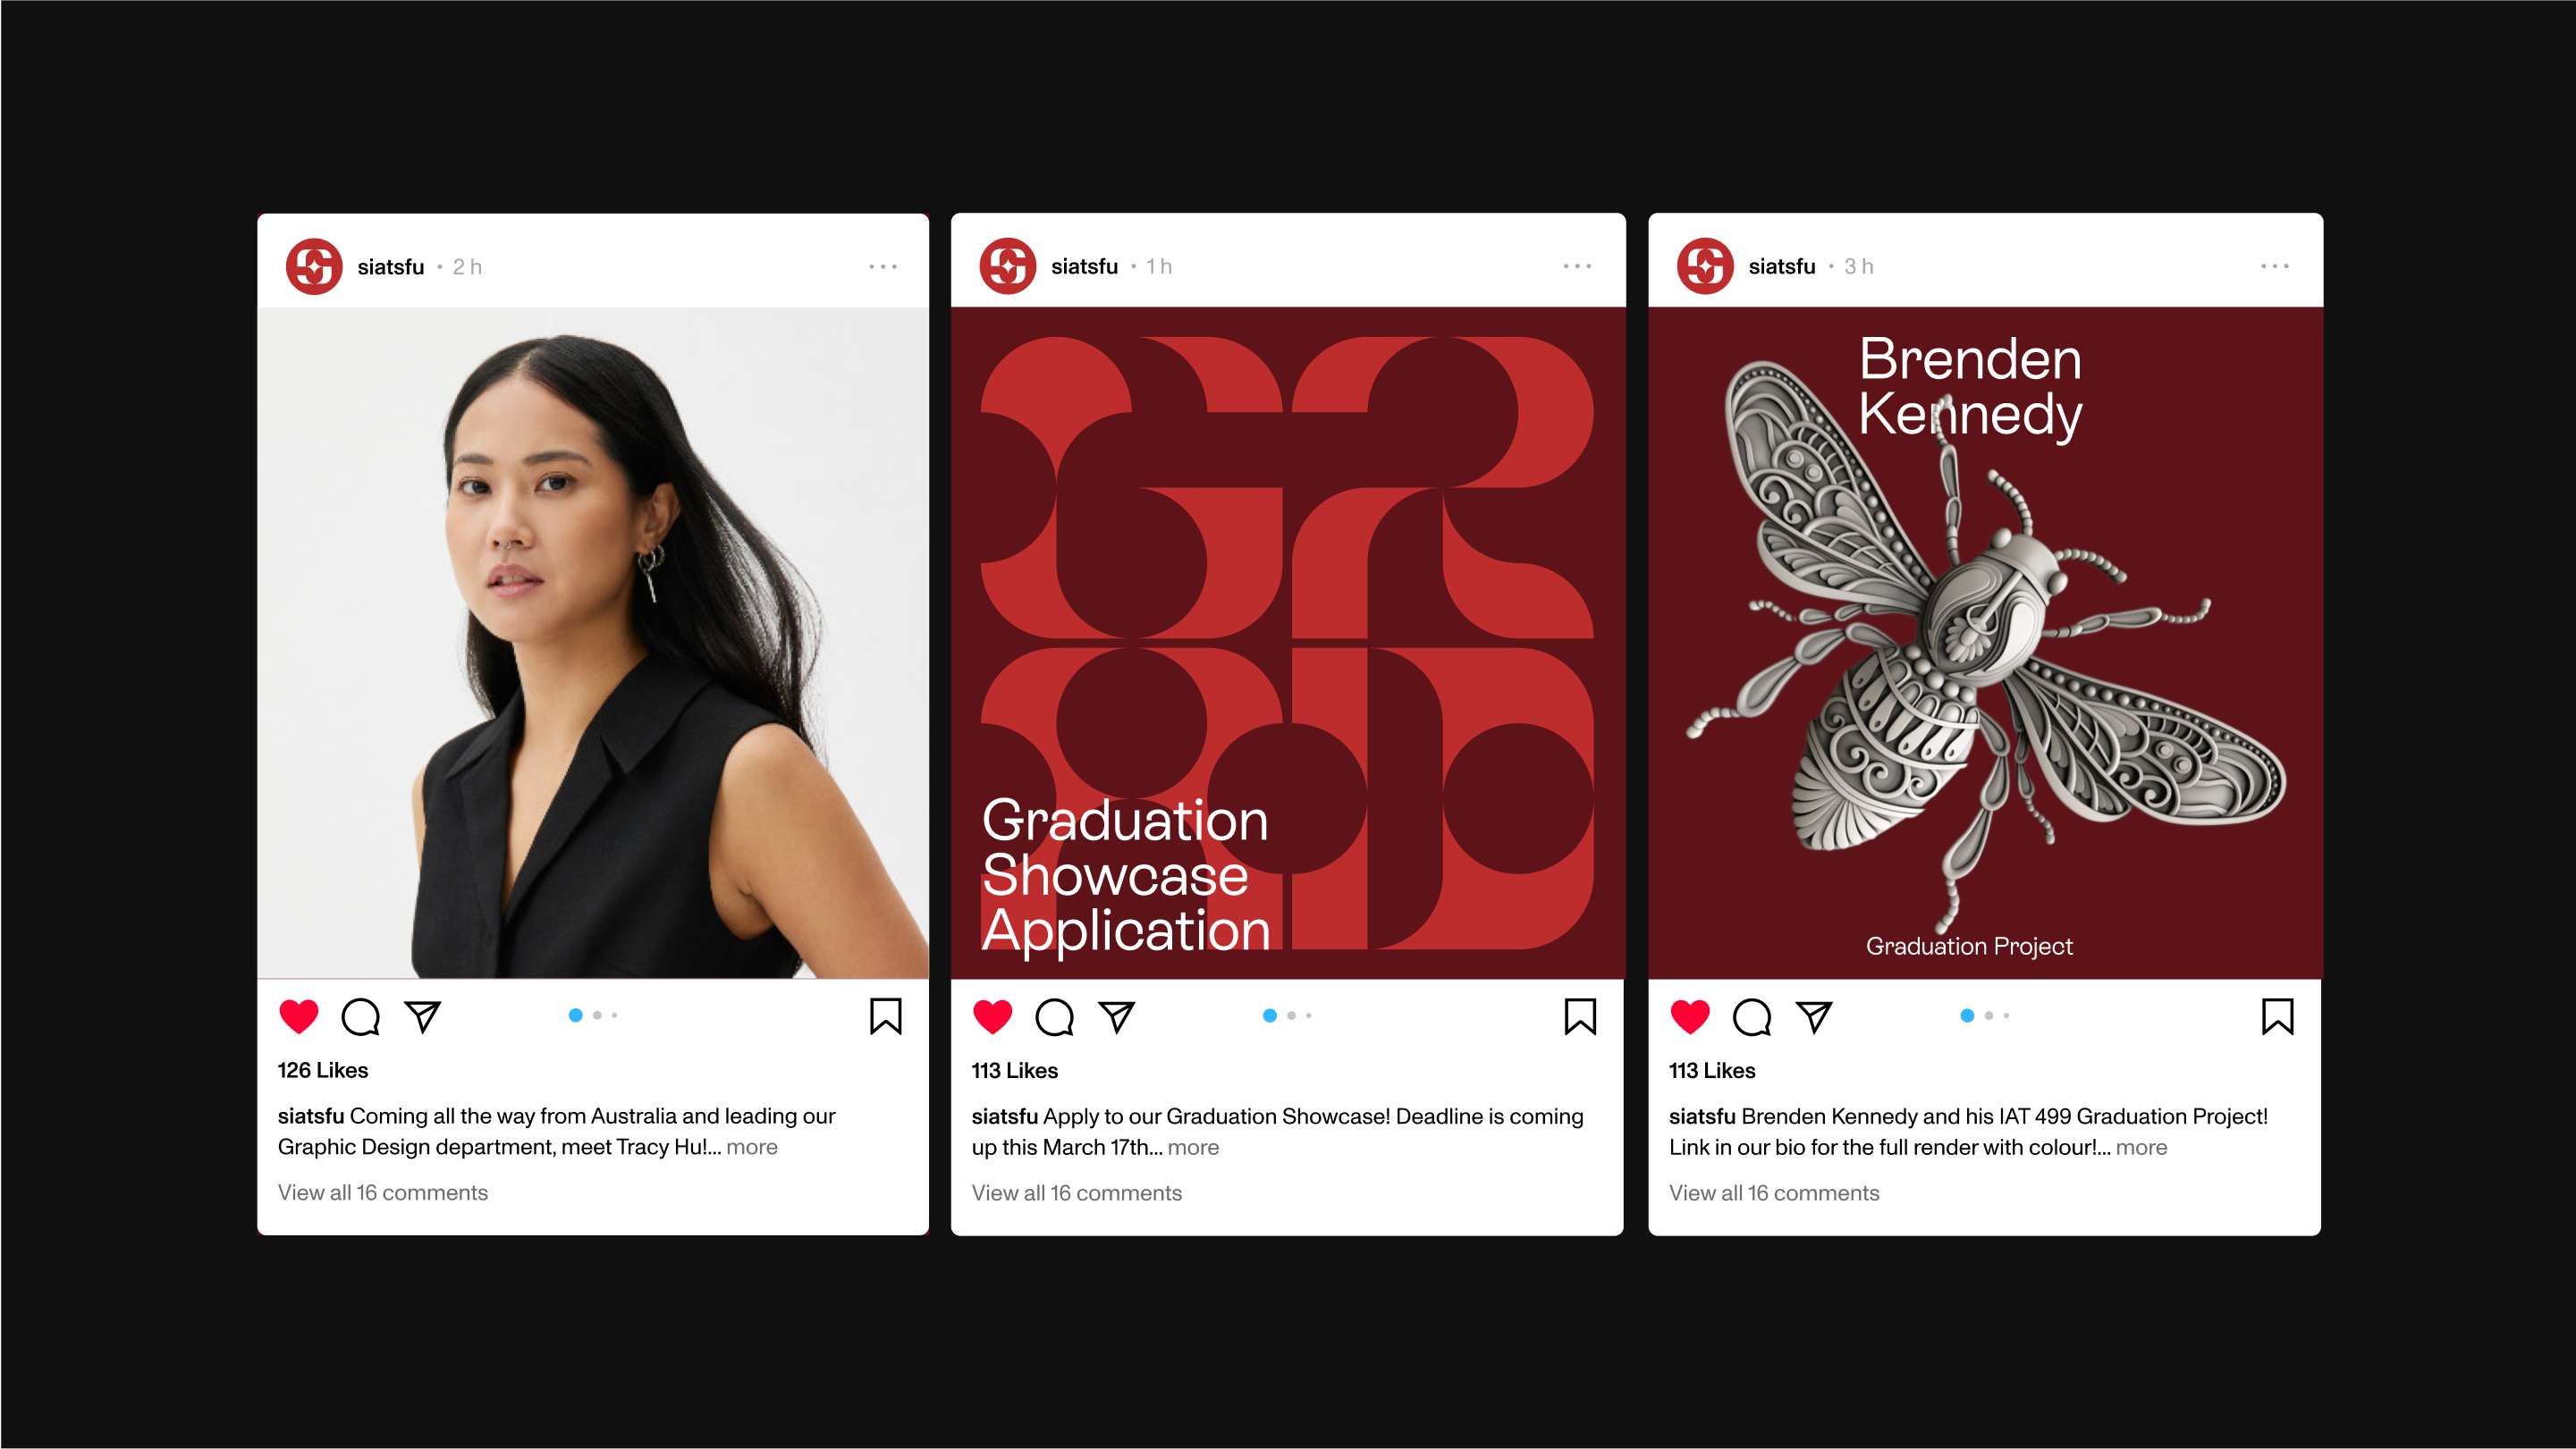 siatsfu • 2 h
126 Likes
siatsfu Coming all the way from Australia and leading our
Graphic Design department, meet Tracy Hu!... more
View all 16 comments
siatsfu • 1 h
Graduation
Showcase
Application
113 Likes
siatsfu Apply to our Graduation Showcase! Deadline is coming
up this March 17th... more
View all 16 comments
siatsfu • 3 h
Brenden
Kennedy
Graduation Project
113 Likes
siatsfu Brenden Kennedy and his IAT 499 Graduation Project!
Link in our bio for the full render with colour!... more
View all 16 comments